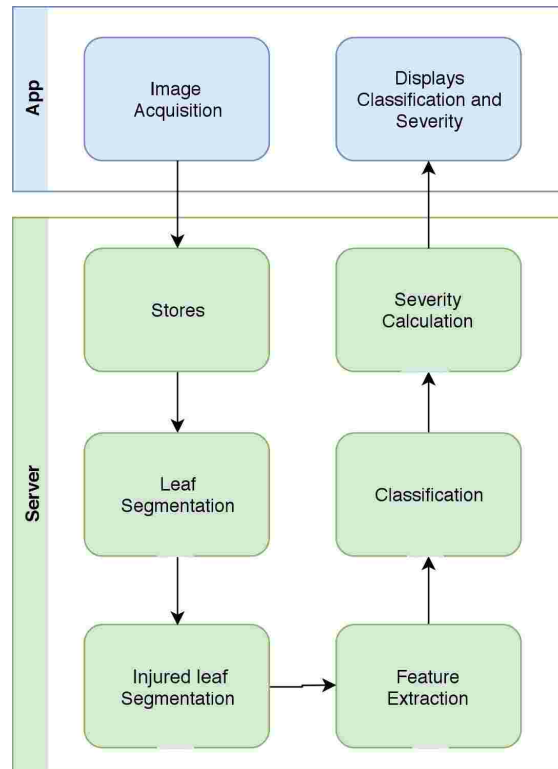 App
Image
Acquisition
Displays
Classification and
Severity
Server
Stores
Severity
Calculation
Leaf
Segmentation
Classification
Injured leaf
Segmentation
Feature
Extraction